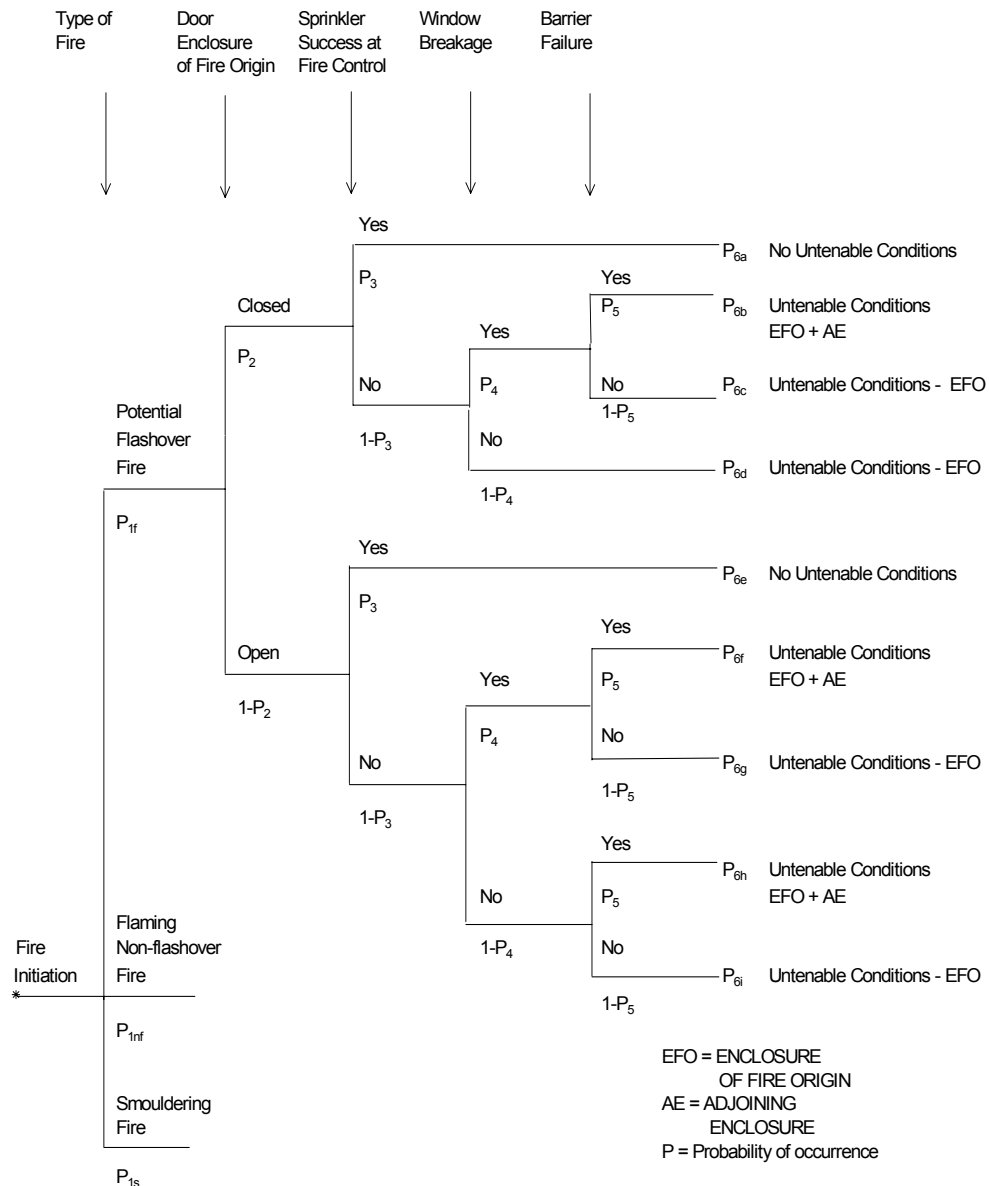 Type of
Fire
Door
Enclosure
of Fire Origin
Sprinkler
Success at
Fire Control
Window
Breakage
Barrier
Failure
Yes
P6a No Untenable Conditions
P3
Yes
Closed
P5
P6b Untenable Conditions
EFO + AE
Yes
P2
No
P4
No
P6c Untenable Conditions - EFO
1-P5
Potential
Flashover
Fire
1-P3
No
P6d Untenable Conditions - EFO
1-P4
P1f
Yes
P6e No Untenable Conditions
P3
Yes
Open
P6f Untenable Conditions
EFO + AE
Yes
P5
1-P2
P4
No
No
P6g Untenable Conditions - EFO
1-P5
1-P3
Yes
P6h Untenable Conditions
EFO + AE
No
P5
Flaming
Non-flashover
Fire
Fire
Initiation
1-P4
No
P6i Untenable Conditions - EFO
1-P5
P1nf
EFO = ENCLOSURE
OF FIRE ORIGIN
AE = ADJOINING
ENCLOSURE
P = Probability of occurrence
Smouldering
Fire
P1s